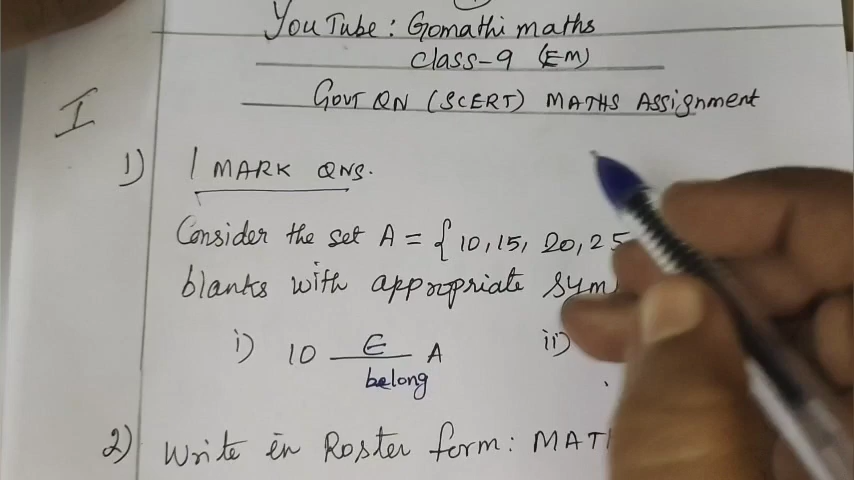 YouTube: Gomathi maths
Class-9 (EM)
GOVT QN (SCERT) MATHS Assignment
I
1) 1 MARK QNS.
Consider the set A = { 10, 15, 20, 25
blanks with appropriate sym
i) 10 ∈ A ii)
belong
2) Write in Roster form: MAT